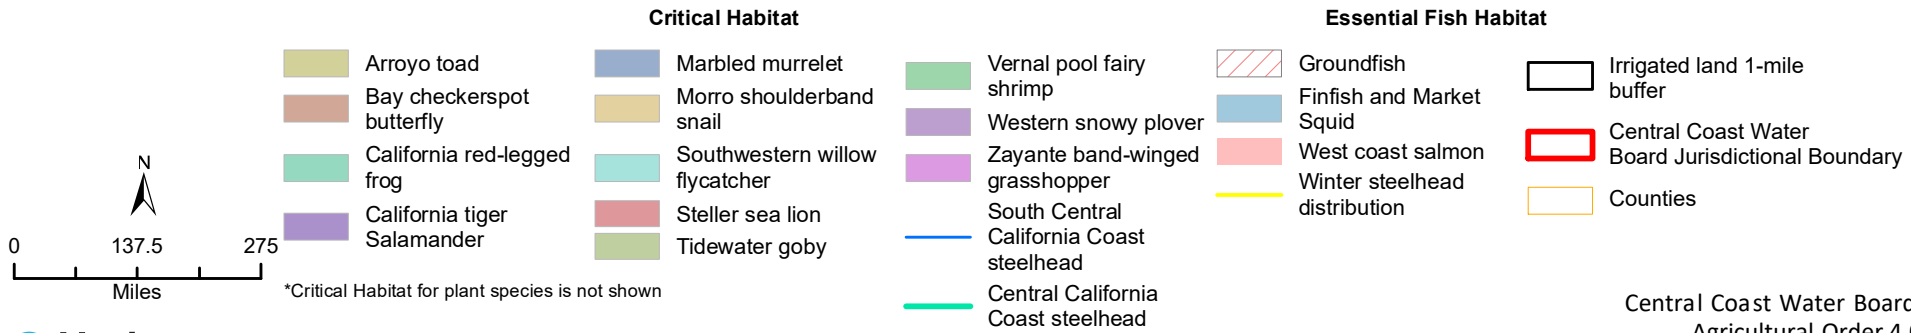 Critical Habitat
Essential Fish Habitat
Arroyo toad
Bay checkerspot
butterfly
California red-legged
frog
California tiger
Salamander
Marbled murrelet
Morro shoulderband
snail
Southwestern willow
flycatcher
Steller sea lion
Tidewater goby
Vernal pool fairy
shrimp
Western snowy plover
Zayante band-winged
grasshopper
South Central
California Coast
steelhead
Central California
Coast steelhead
Groundfish
Finfish and Market
Squid
West coast salmon
Winter steelhead
distribution
Irrigated land 1-mile
buffer
Central Coast Water
Board Jurisdictional Boundary
Counties
N
0 137.5 275
Miles
*Critical Habitat for plant species is not shown
Central Coast Water Board
Agricultural Order 4